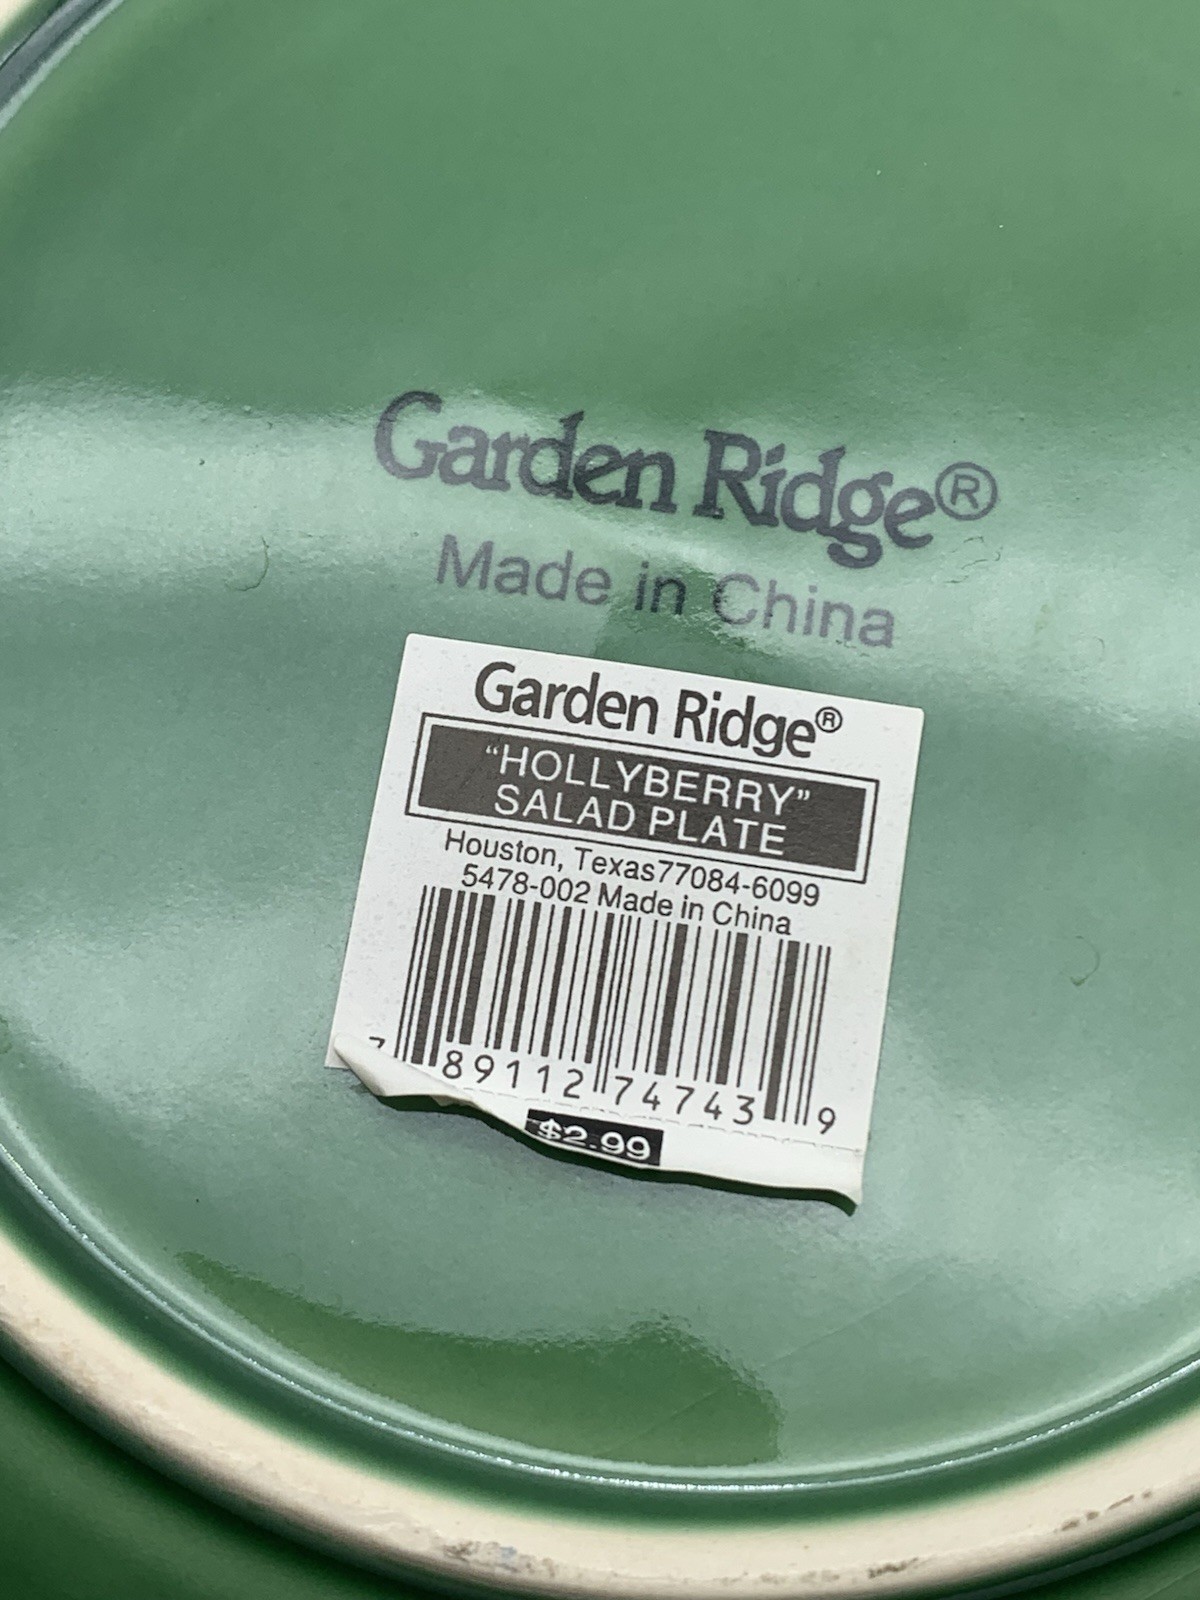 Garden Ridge®
Made in China
Garden Ridge®
“HOLLYBERRY”
SALAD PLATE
Houston, Texas77084-6099
5478-002 Made in China
7 89112 74743 9
$2.99